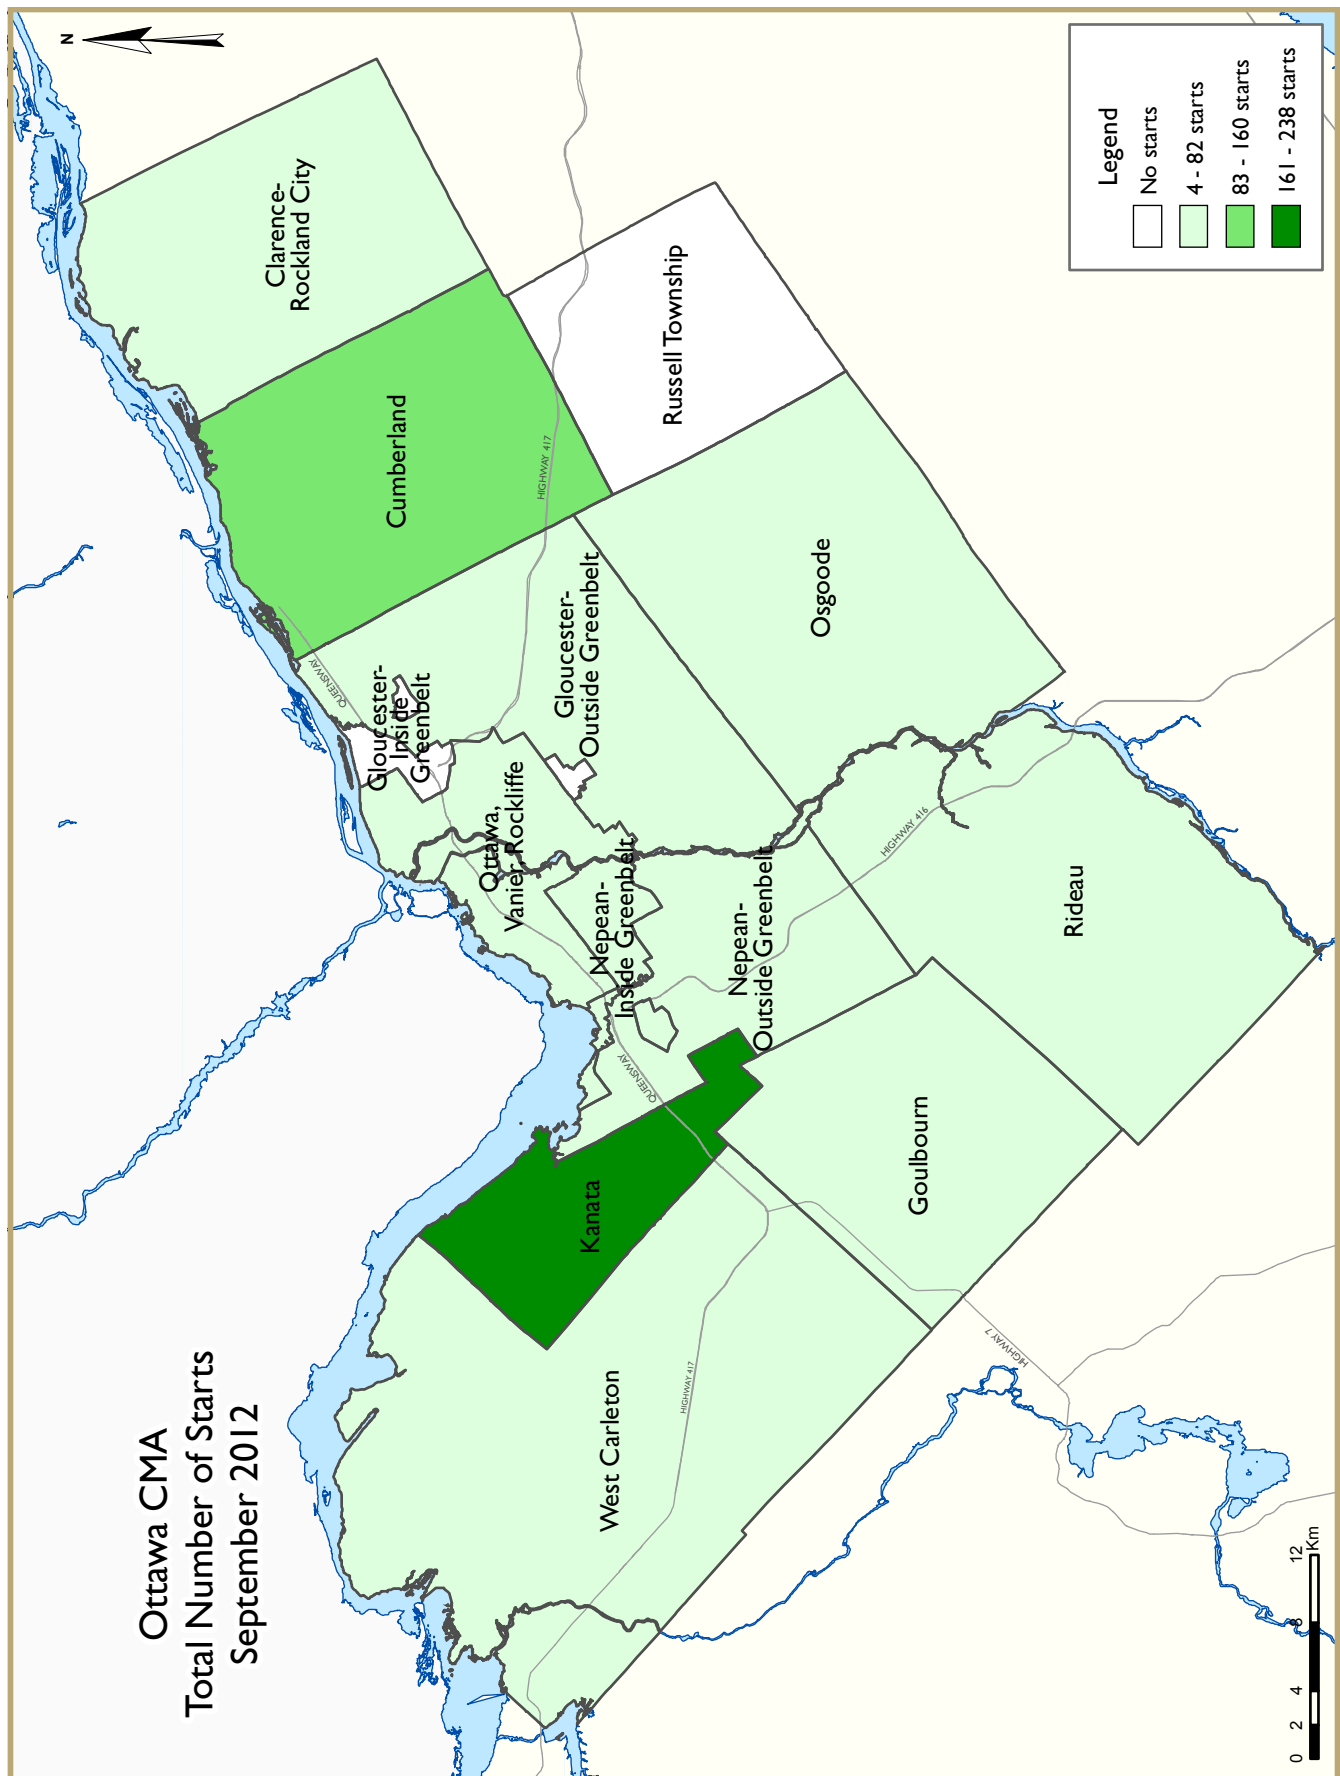 Ottawa CMA
Total Number of Starts
September 2012
N
Clarence-
Rockland City
Cumberland
Russell Township
HIGHWAY 417
Osgoode
Gloucester-
Outside Greenbelt
QUEENSWAY
Gloucester-
Inside
Greenbelt
Ottawa,
Vanier, Rockliffe
Nepean-
Inside Greenbelt
Nepean-
Outside Greenbelt
HIGHWAY 416
Rideau
QUEENSWAY
Kanata
Goulbourn
West Carleton
HIGHWAY 417
HIGHWAY 7
Legend
No starts
4 - 82 starts
83 - 160 starts
161 - 238 starts
0 2 4 8 12
Km